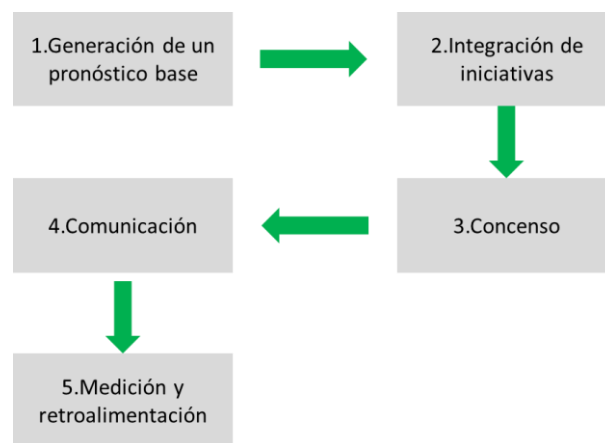 1.Generación de un
pronóstico base
2.Integración de
iniciativas
3.Concenso
4.Comunicación
5.Medición y
retroalimentación